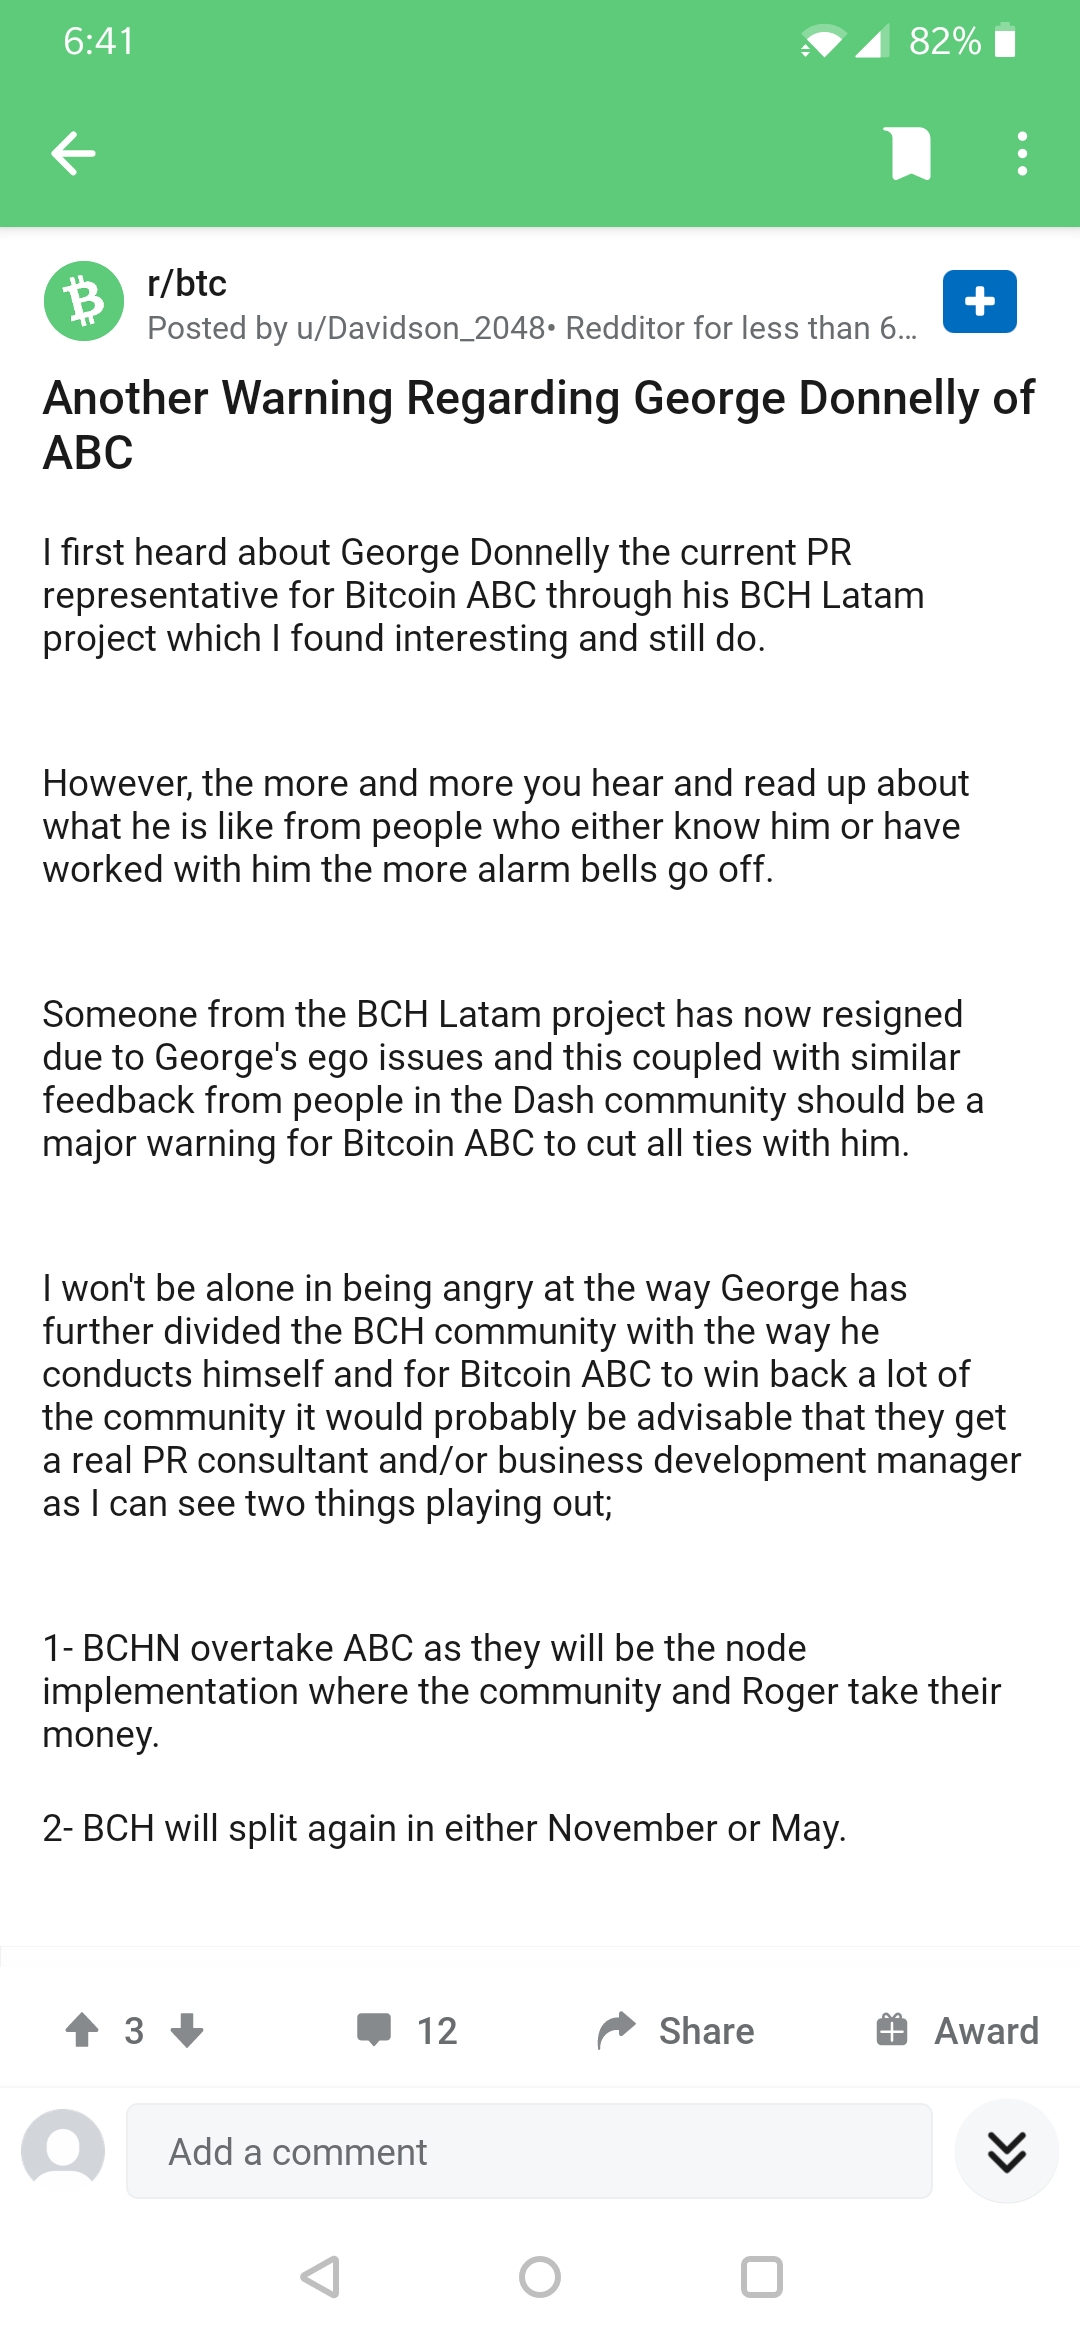 6:41
82%
r/btc
Posted by u/Davidson_2048• Redditor for less than 6...
Another Warning Regarding George Donnelly of
ABC
I first heard about George Donnelly the current PR
representative for Bitcoin ABC through his BCH Latam
project which I found interesting and still do.
However, the more and more you hear and read up about
what he is like from people who either know him or have
worked with him the more alarm bells go off.
Someone from the BCH Latam project has now resigned
due to George's ego issues and this coupled with similar
feedback from people in the Dash community should be a
major warning for Bitcoin ABC to cut all ties with him.
I won't be alone in being angry at the way George has
further divided the BCH community with the way he
conducts himself and for Bitcoin ABC to win back a lot of
the community it would probably be advisable that they get
a real PR consultant and/or business development manager
as I can see two things playing out;
1- BCHN overtake ABC as they will be the node
implementation where the community and Roger take their
money.
2- BCH will split again in either November or May.
3
12
Share
Award
Add a comment